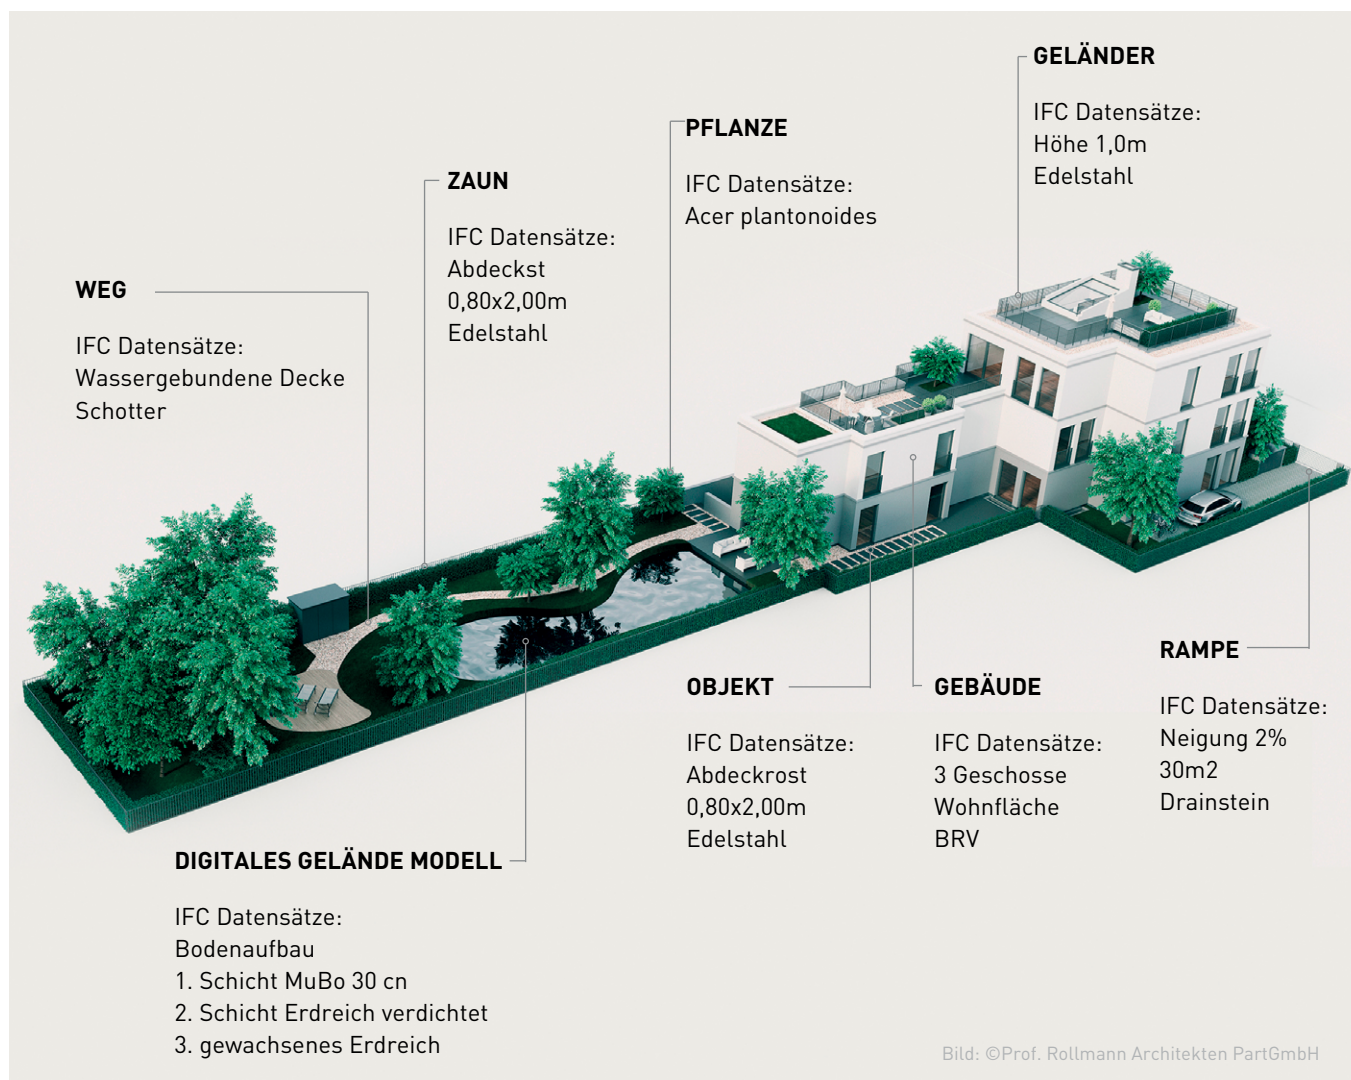 GELÄNDER
IFC Datensätze:
Höhe 1,0m
Edelstahl
PFLANZE
IFC Datensätze:
Acer plantonoides
ZAUN
IFC Datensätze:
Abdeckst
0,80x2,00m
Edelstahl
WEG
IFC Datensätze:
Wassergebundene Decke
Schotter
OBJEKT
IFC Datensätze:
Abdeckrost
0,80x2,00m
Edelstahl
GEBÄUDE
IFC Datensätze:
3 Geschosse
Wohnfläche
BRV
RAMPE
IFC Datensätze:
Neigung 2%
30m2
Drainstein
DIGITALES GELÄNDE MODELL
IFC Datensätze:
Bodenaufbau
1. Schicht MuBo 30 cn
2. Schicht Erdreich verdichtet
3. gewachsenes Erdreich
Bild: ©Prof. Rollmann Architekten PartGmbH